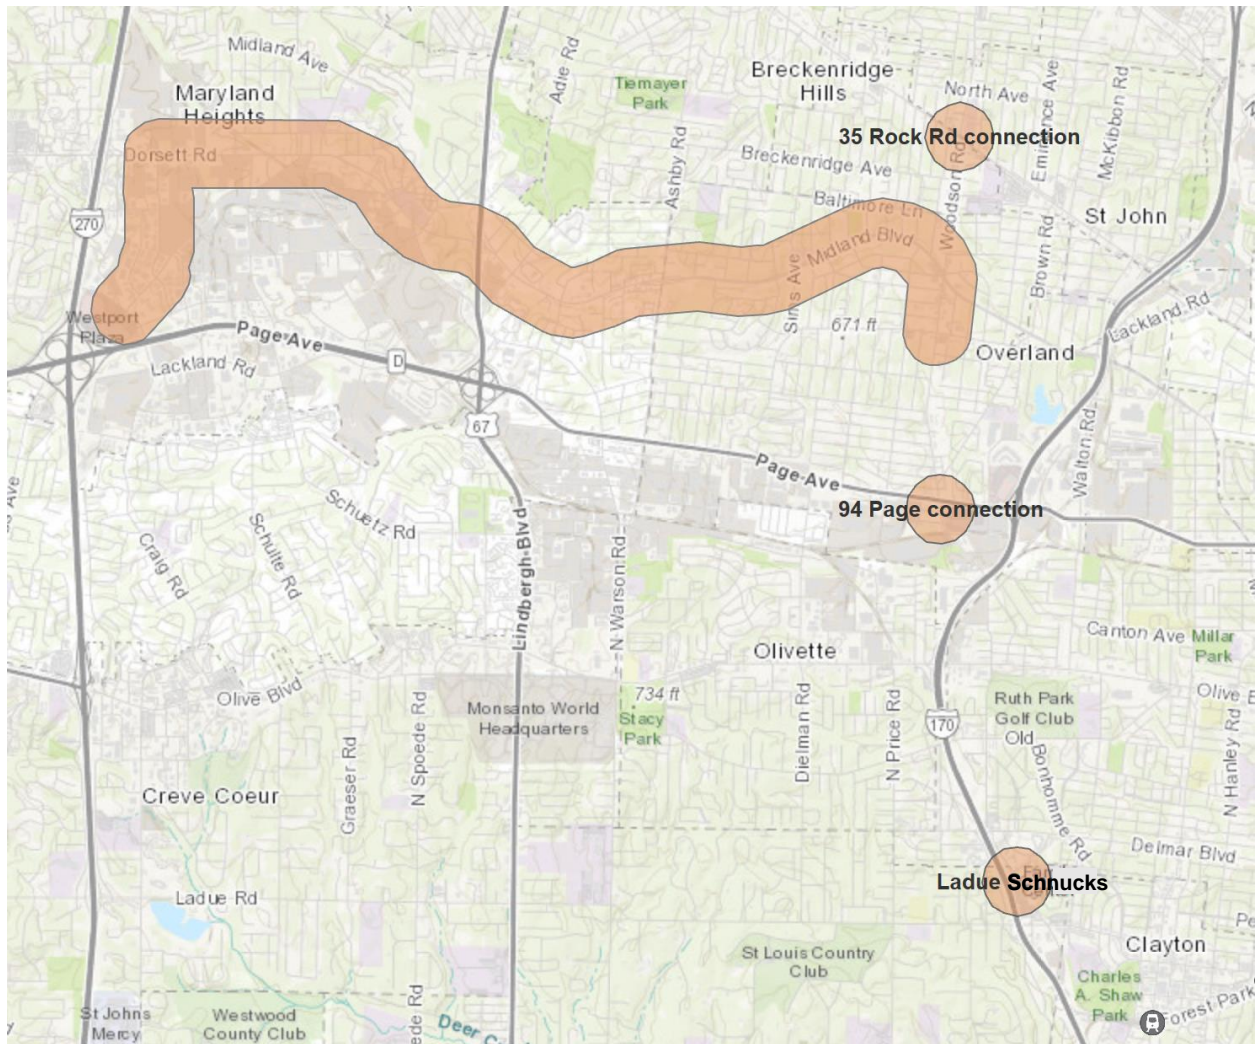 Midland Ave
Adie Rd
Maryland
Heights
Tiemayer
Park
Breckenridge
Hills
North Ave
Eminence Ave
McKibbon Rd
35 Rock Rd connection
Dorsett Rd
Ashby Rd
Breckenridge Ave
Woodson Rd
Baltimore Ln
St John
270
Midland Blvd
Sims Ave
Brown Rd
Westport
Plaza
Page Ave
671 ft
Lackland Rd
Lackland Rd
D
Overland
67
Page Ave
Walton Rd
94 Page connection
Schuetz Rd
Schulte Rd
Craig Rd
Lindbergh Blvd
N Warson Rd
Olivette
Canton Ave
Millar
Park
Olive Blvd
N Spoede Rd
734 ft
Monsanto World
Headquarters
Stacy
Park
Dielman Rd
N Price Rd
170
Ruth Park
Golf Club
Old Bonhomme Rd
N Hanley Rd
Graeser Rd
Creve Coeur
Delmar Blvd
Ladue Rd
Ladue Schnucks
Clayton
St Louis Country
Club
Charles
A. Shaw
Park
Forest Park
St Johns
Mercy
Westwood
County Club